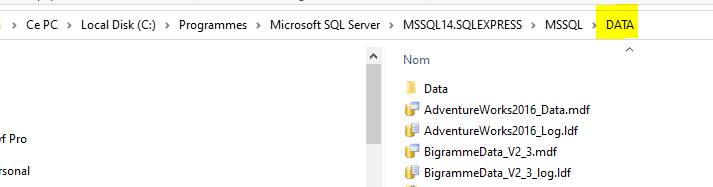 Ce PC > Local Disk (C:) > Programmes > Microsoft SQL Server > MSSQL14.SQLEXPRESS > MSSQL > DATA
Nom
Data
AdventureWorks2016_Data.mdf
AdventureWorks2016_Log.ldf
yf Pro
BigrammeData_V2_3.mdf
rsonal
BigrammeData_V2_3_log.ldf